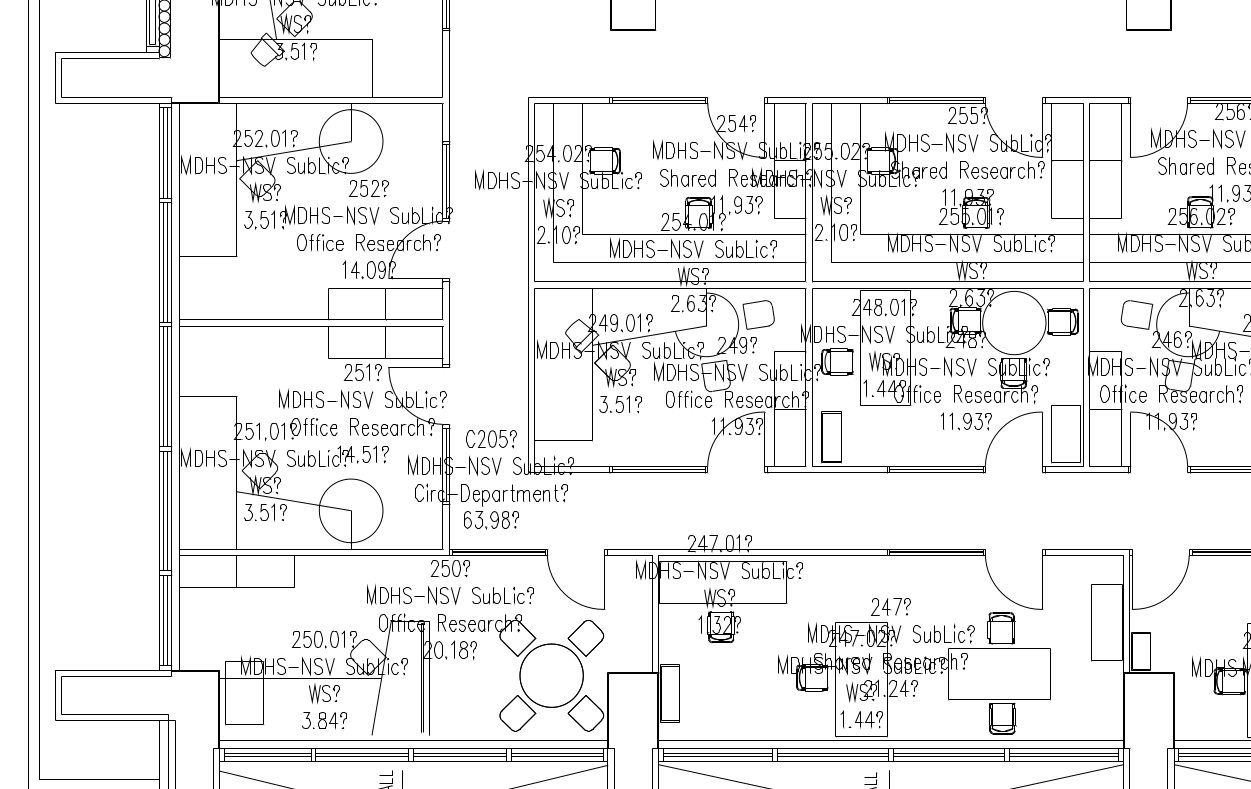 MDHS-NSV SubLic?
WS?
3.51?
252.01?
MDHS-NSV SubLic?
WS?
3.51?
252?
MDHS-NSV SubLic?
Office Research?
14.09?
254.02?
MDHS-NSV SubLic?
WS?
2.10?
254?
MDHS-NSV SubLic?
Shared Research?
11.93?
254.01?
MDHS-NSV SubLic?
WS?
2.63?
255.02?
MDHS-NSV SubLic?
WS?
2.10?
255?
MDHS-NSV SubLic?
Shared Research?
11.93?
255.01?
MDHS-NSV SubLic?
WS?
2.63?
256?
MDHS-NSV
Shared
11.93
256.02?
MDHS-NSV SubLic?
WS?
2.63?
251?
MDHS-NSV SubLic?
Office Research?
14.51?
251.01?
MDHS-NSV SubLic?
WS?
3.51?
249.01?
MDHS-NSV SubLic?
WS?
3.51?
249?
MDHS-NSV SubLic?
Office Research?
11.93?
248.01?
MDHS-NSV SubLic?
WS?
1.44?
248?
MDHS-NSV SubLic?
Office Research?
11.93?
246?
MDHS-NSV SubLic?
Office Research?
11.93?
MDHS-
C205?
MDHS-NSV SubLic?
Circ-Department?
63.98?
250?
MDHS-NSV SubLic?
Office Research?
20.18?
250.01?
MDHS-NSV SubLic?
WS?
3.84?
247.01?
MDHS-NSV SubLic?
WS?
1.32?
247?
MDHS-NSV SubLic?
Shared Research?
21.24?
247.02?
MDHS-NSV SubLic?
WS?
1.44?
MDHS